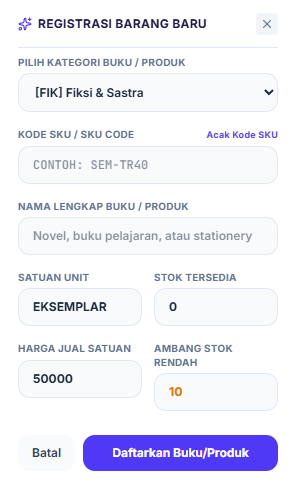 REGISTRASI BARANG BARU
PILIH KATEGORI BUKU / PRODUK
[FIK] Fiksi & Sastra
KODE SKU / SKU CODE
Acak Kode SKU
CONTOH: SEM-TR40
NAMA LENGKAP BUKU / PRODUK
Novel, buku pelajaran, atau stationery
SATUAN UNIT
STOK TERSEDIA
EKSEMPLAR
0
HARGA JUAL SATUAN
AMBANG STOK
RENDAH
50000
10
Batal
Daftarkan Buku/Produk